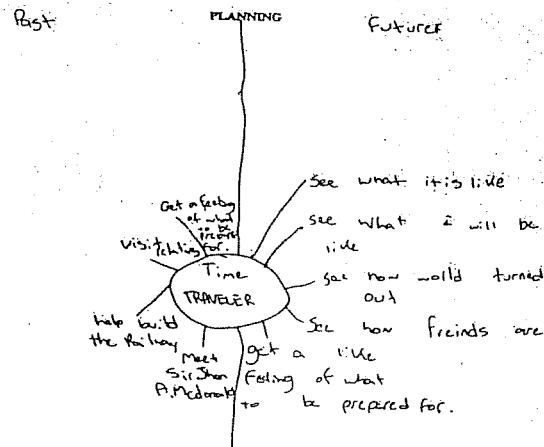 PLANNING
Past
Future
Get a feeling
of what
to be
prepared
for.
visit
help build
the Railway
Meet
Sir Jhon
A. Mcdonald
Time
TRAVELER
See what it is like
see what I will be
like
see how world turned
out
See how freinds are
like
get a
feeling of what
to be prepared for.